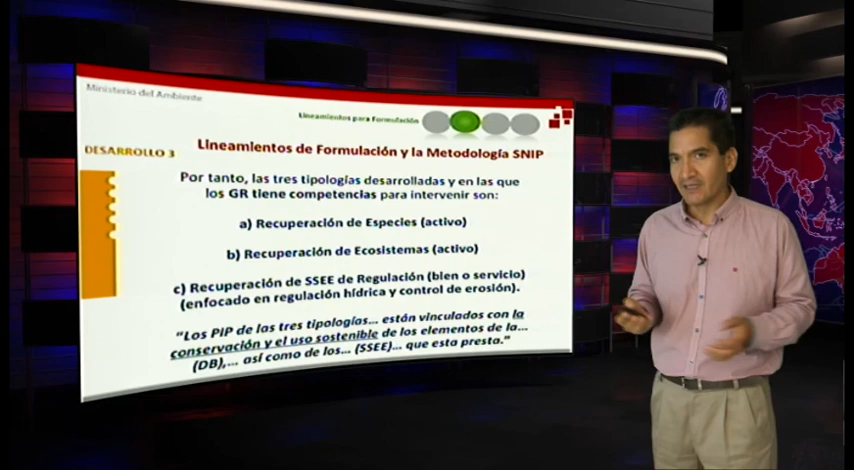 Ministerio del Ambiente
Lineamientos para Formulación
DESARROLLO 3
Lineamientos de Formulación y la Metodología SNIP
Por tanto, las tres tipologías desarrolladas y en las que
los GR tiene competencias para intervenir son:
a) Recuperación de Especies (activo)
b) Recuperación de Ecosistemas (activo)
c) Recuperación de SSEE de Regulación (bien o servicio)
(enfocado en regulación hídrica y control de erosión).
“Los PIP de las tres tipologías... están vinculados con la
conservación y el uso sostenible de los elementos de la...
(DB),... así como de los... (SSEE)... que esta presta.”